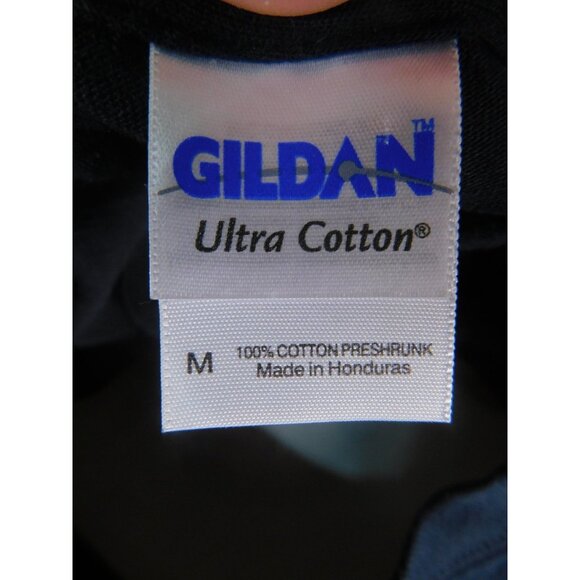 GILDAN™
Ultra Cotton®
M 100% COTTON PRESHRUNK
Made in Honduras